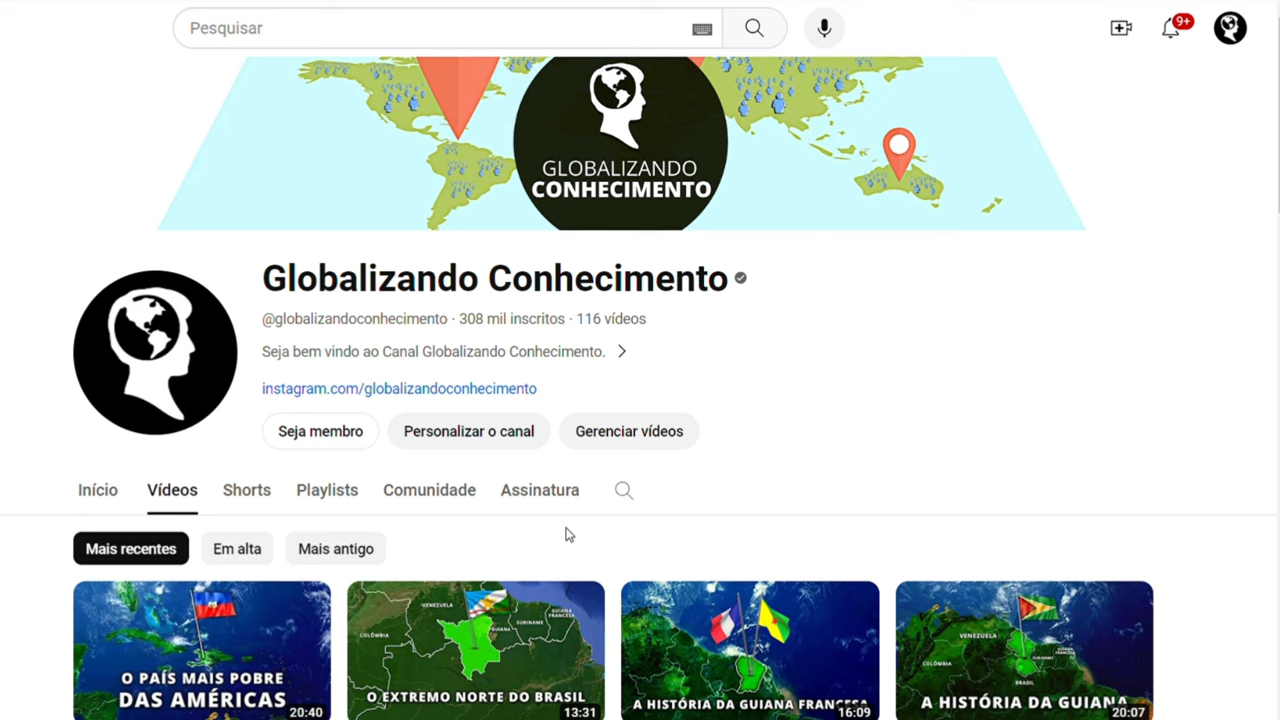 Pesquisar
9+
GLOBALIZANDO
CONHECIMENTO
Globalizando Conhecimento
@globalizandoconhecimento · 308 mil inscritos · 116 vídeos
Seja bem vindo ao Canal Globalizando Conhecimento.
instagram.com/globalizandoconhecimento
Seja membro
Personalizar o canal
Gerenciar vídeos
Início
Vídeos
Shorts
Playlists
Comunidade
Assinatura
Mais recentes
Em alta
Mais antigo
O PAÍS MAIS POBRE
DAS AMÉRICAS
20:40
VENEZUELA
COLÔMBIA
GUIANA
SURINAME
GUIANA
FRANCESA
O EXTREMO NORTE DO BRASIL
13:31
A HISTÓRIA DA GUIANA FRANCESA
16:09
VENEZUELA
COLÔMBIA
SURINAME
BRASIL
A HISTÓRIA DA GUIANA
20:07